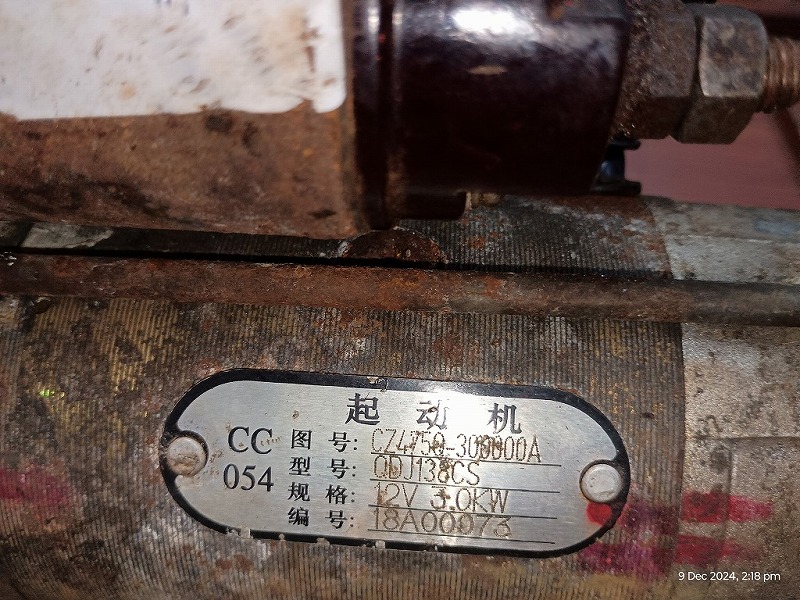 起动机
CC
054
图号: CZ4750-300000A
型号: QDJ138CS
规格: 12V 3.0KW
编号: 18A00073
9 Dec 2024, 2:18 pm